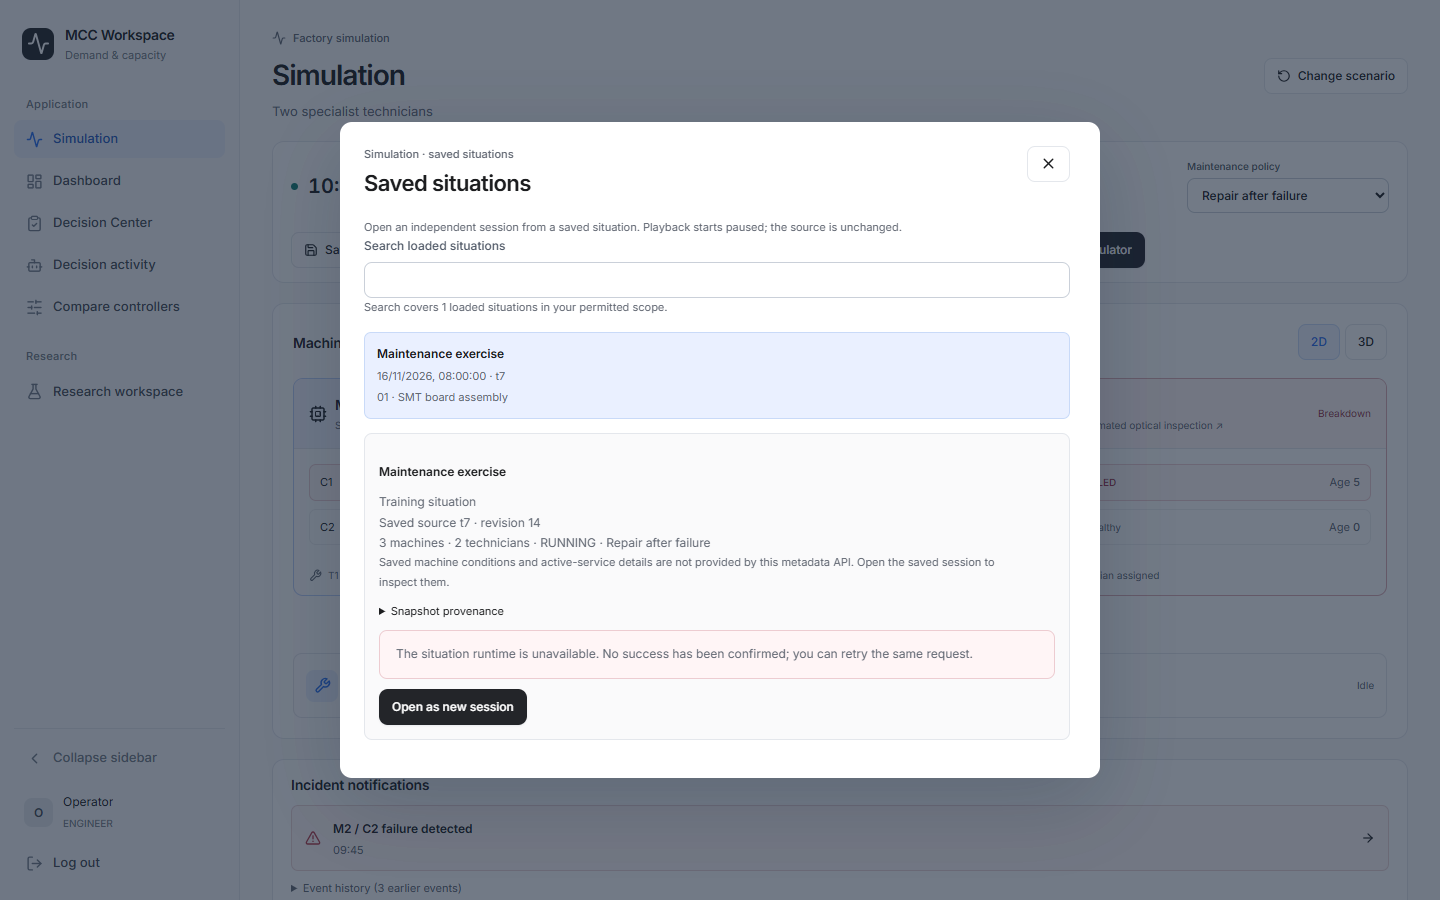 MCC Workspace
Demand & capacity
Application
Simulation
Dashboard
Decision Center
Decision activity
Compare controllers
Research
Research workspace
Collapse sidebar
O
Operator
ENGINEER
Log out
Factory simulation
Simulation
Two specialist technicians
Change scenario
10:
Maintenance policy
Repair after failure
Sa
ulator
Machin
2D
3D
Breakdown
mated optical inspection ↗
C1
LED
Age 5
C2
althy
Age 0
T1
ian assigned
Idle
Simulation · saved situations
Saved situations
Open an independent session from a saved situation. Playback starts paused; the source is unchanged.
Search loaded situations
Search covers 1 loaded situations in your permitted scope.
Maintenance exercise
16/11/2026, 08:00:00 · t7
01 · SMT board assembly
Maintenance exercise
Training situation
Saved source t7 · revision 14
3 machines · 2 technicians · RUNNING · Repair after failure
Saved machine conditions and active-service details are not provided by this metadata API. Open the saved session to
inspect them.
Snapshot provenance
The situation runtime is unavailable. No success has been confirmed; you can retry the same request.
Open as new session
Incident notifications
M2 / C2 failure detected
09:45
Event history (3 earlier events)